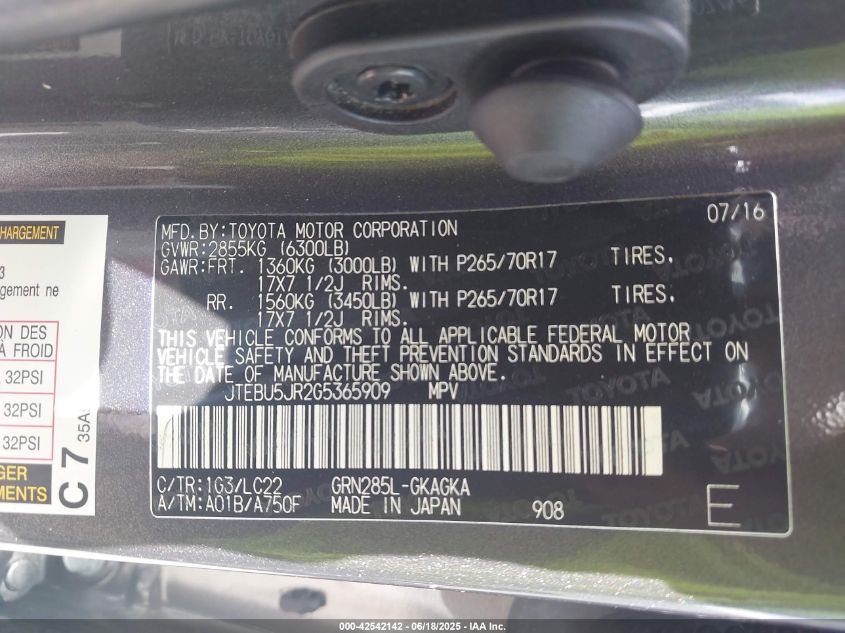 HARGEMENT
3
gement ne
ON DES
À FROID
32PSI
32PSI
32PSI
GER
EMENTS
C7
MFD.BY:TOYOTA MOTOR CORPORATION 07/16
GVWR:2855KG (6300LB)
GAWR:FRT. 1360KG (3000LB) WITH P265/70R17 TIRES.
17X7 1/2J RIMS.
RR. 1560KG (3450LB) WITH P265/70R17 TIRES.
17X7 1/2J RIMS.
THIS VEHICLE CONFORMS TO ALL APPLICABLE FEDERAL MOTOR
VEHICLE SAFETY AND THEFT PREVENTION STANDARDS IN EFFECT ON
THE DATE OF MANUFACTURE SHOWN ABOVE.
JTEBU5JR2G5365909 MPV
C/TR:1G3/LC22 GRN285L-GKAGKA
A/TM:A01B/A750F MADE IN JAPAN 908 E
000-42542142 - 06/18/2025 - IAA Inc.